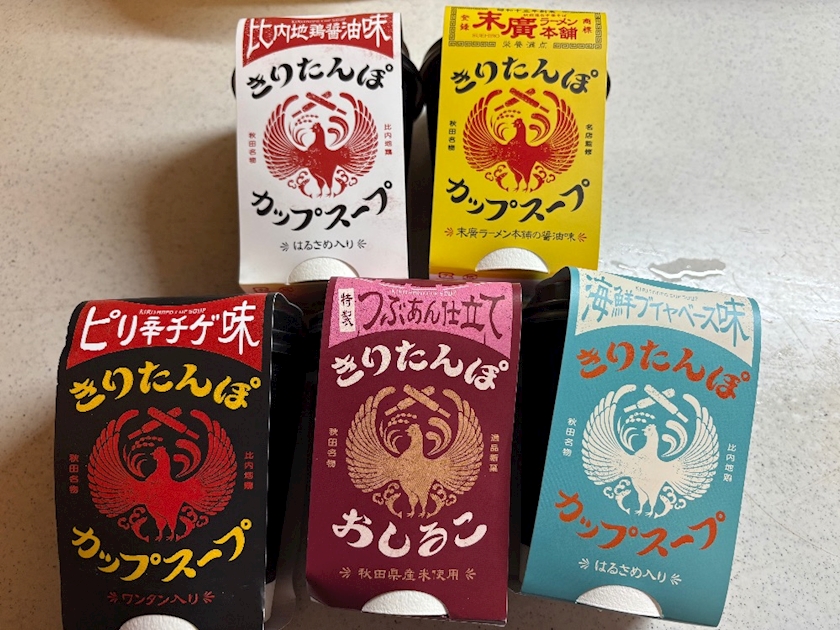 比内地鶏醤油味
きりたんぽ
秋田名物
比内地鶏
カップスープ
はるさめ入り
登録
商標
末廣ラーメン本舗
栄養満点
きりたんぽ
秋田名物
名店監修
カップスープ
末廣ラーメン本舗の醤油味
ピリ辛チゲ味
きりたんぽ
秋田名物
比内地鶏
カップスープ
ワンタン入り
特製
つぶあん仕立て
きりたんぽ
秋田名物
おしるこ
秋田県産米使用
海鮮ブイヤベース味
きりたんぽ
秋田名物
比内地鶏
カップスープ
はるさめ入り